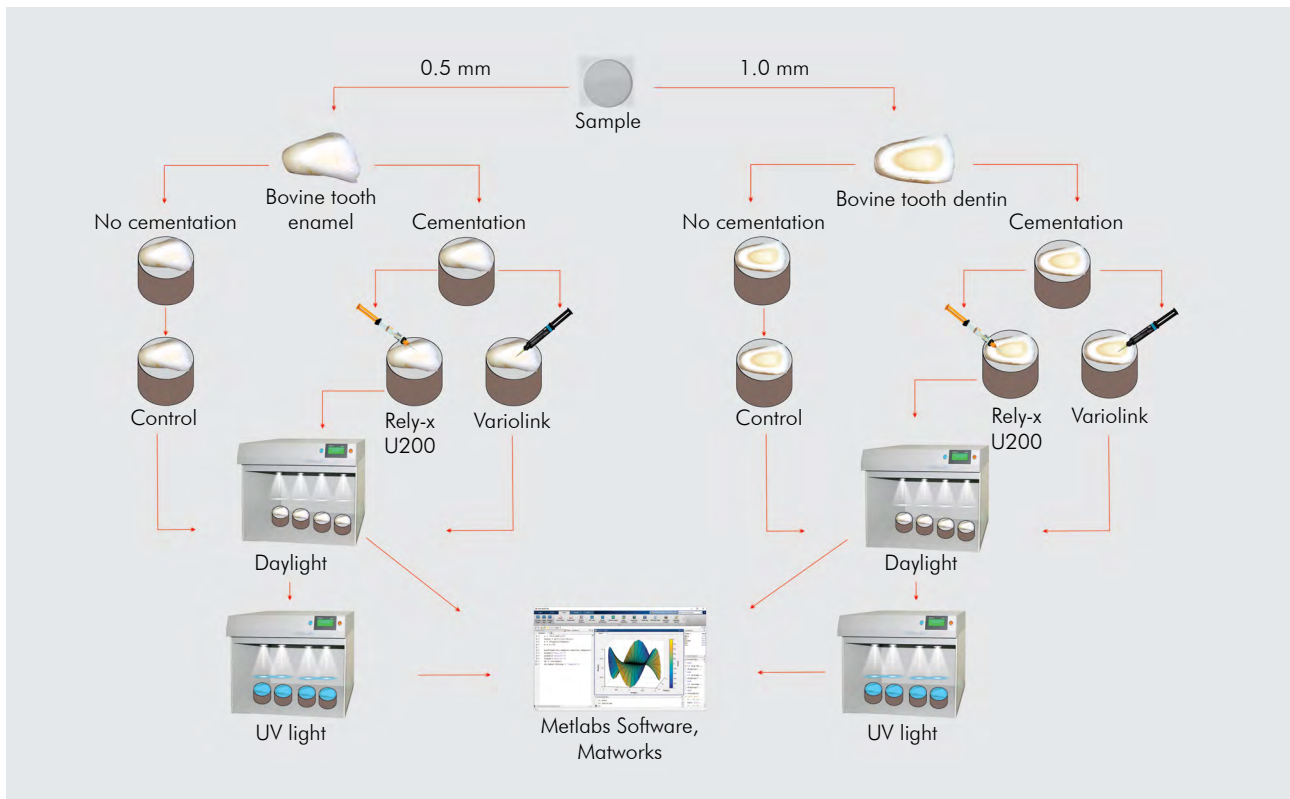 0.5 mm
1.0 mm
Sample
Bovine tooth
enamel
Bovine tooth dentin
No cementation
Cementation
No cementation
Cementation
Control
Rely-x
U200
Variolink
Control
Rely-x
U200
Variolink
Daylight
Daylight
UV light
Metlabs Software,
Matworks
UV light